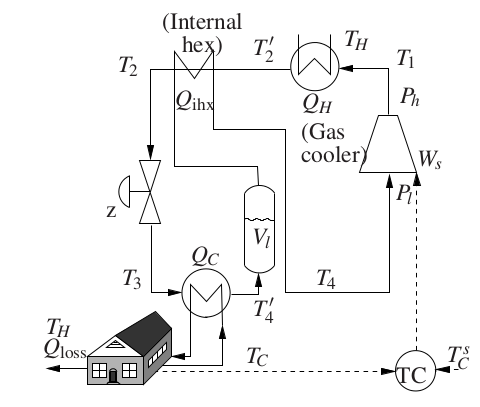 (Internal
hex)
T₂
T₂′
T_H
T₁
Q_ihx
Q_H
P_h
(Gas
cooler)
W_s
z
P_l
V_l
Q_C
T₃
T₄′
T₄
T_H
Q_loss
T_C
TC
T_C^s